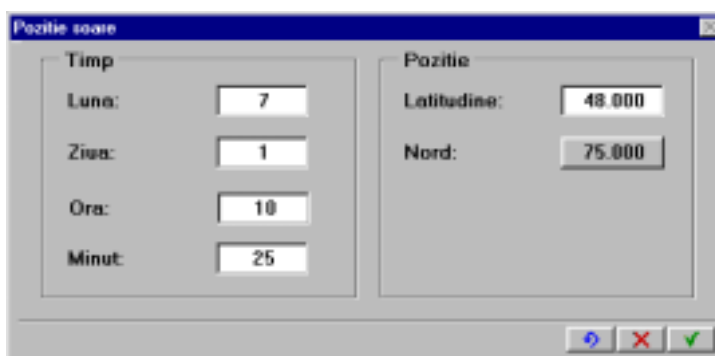 Pozitie soare
Timp
Luna: 7
Ziua: 1
Ora: 10
Minut: 25
Pozitie
Latitudine: 48.000
Nord: 75.000